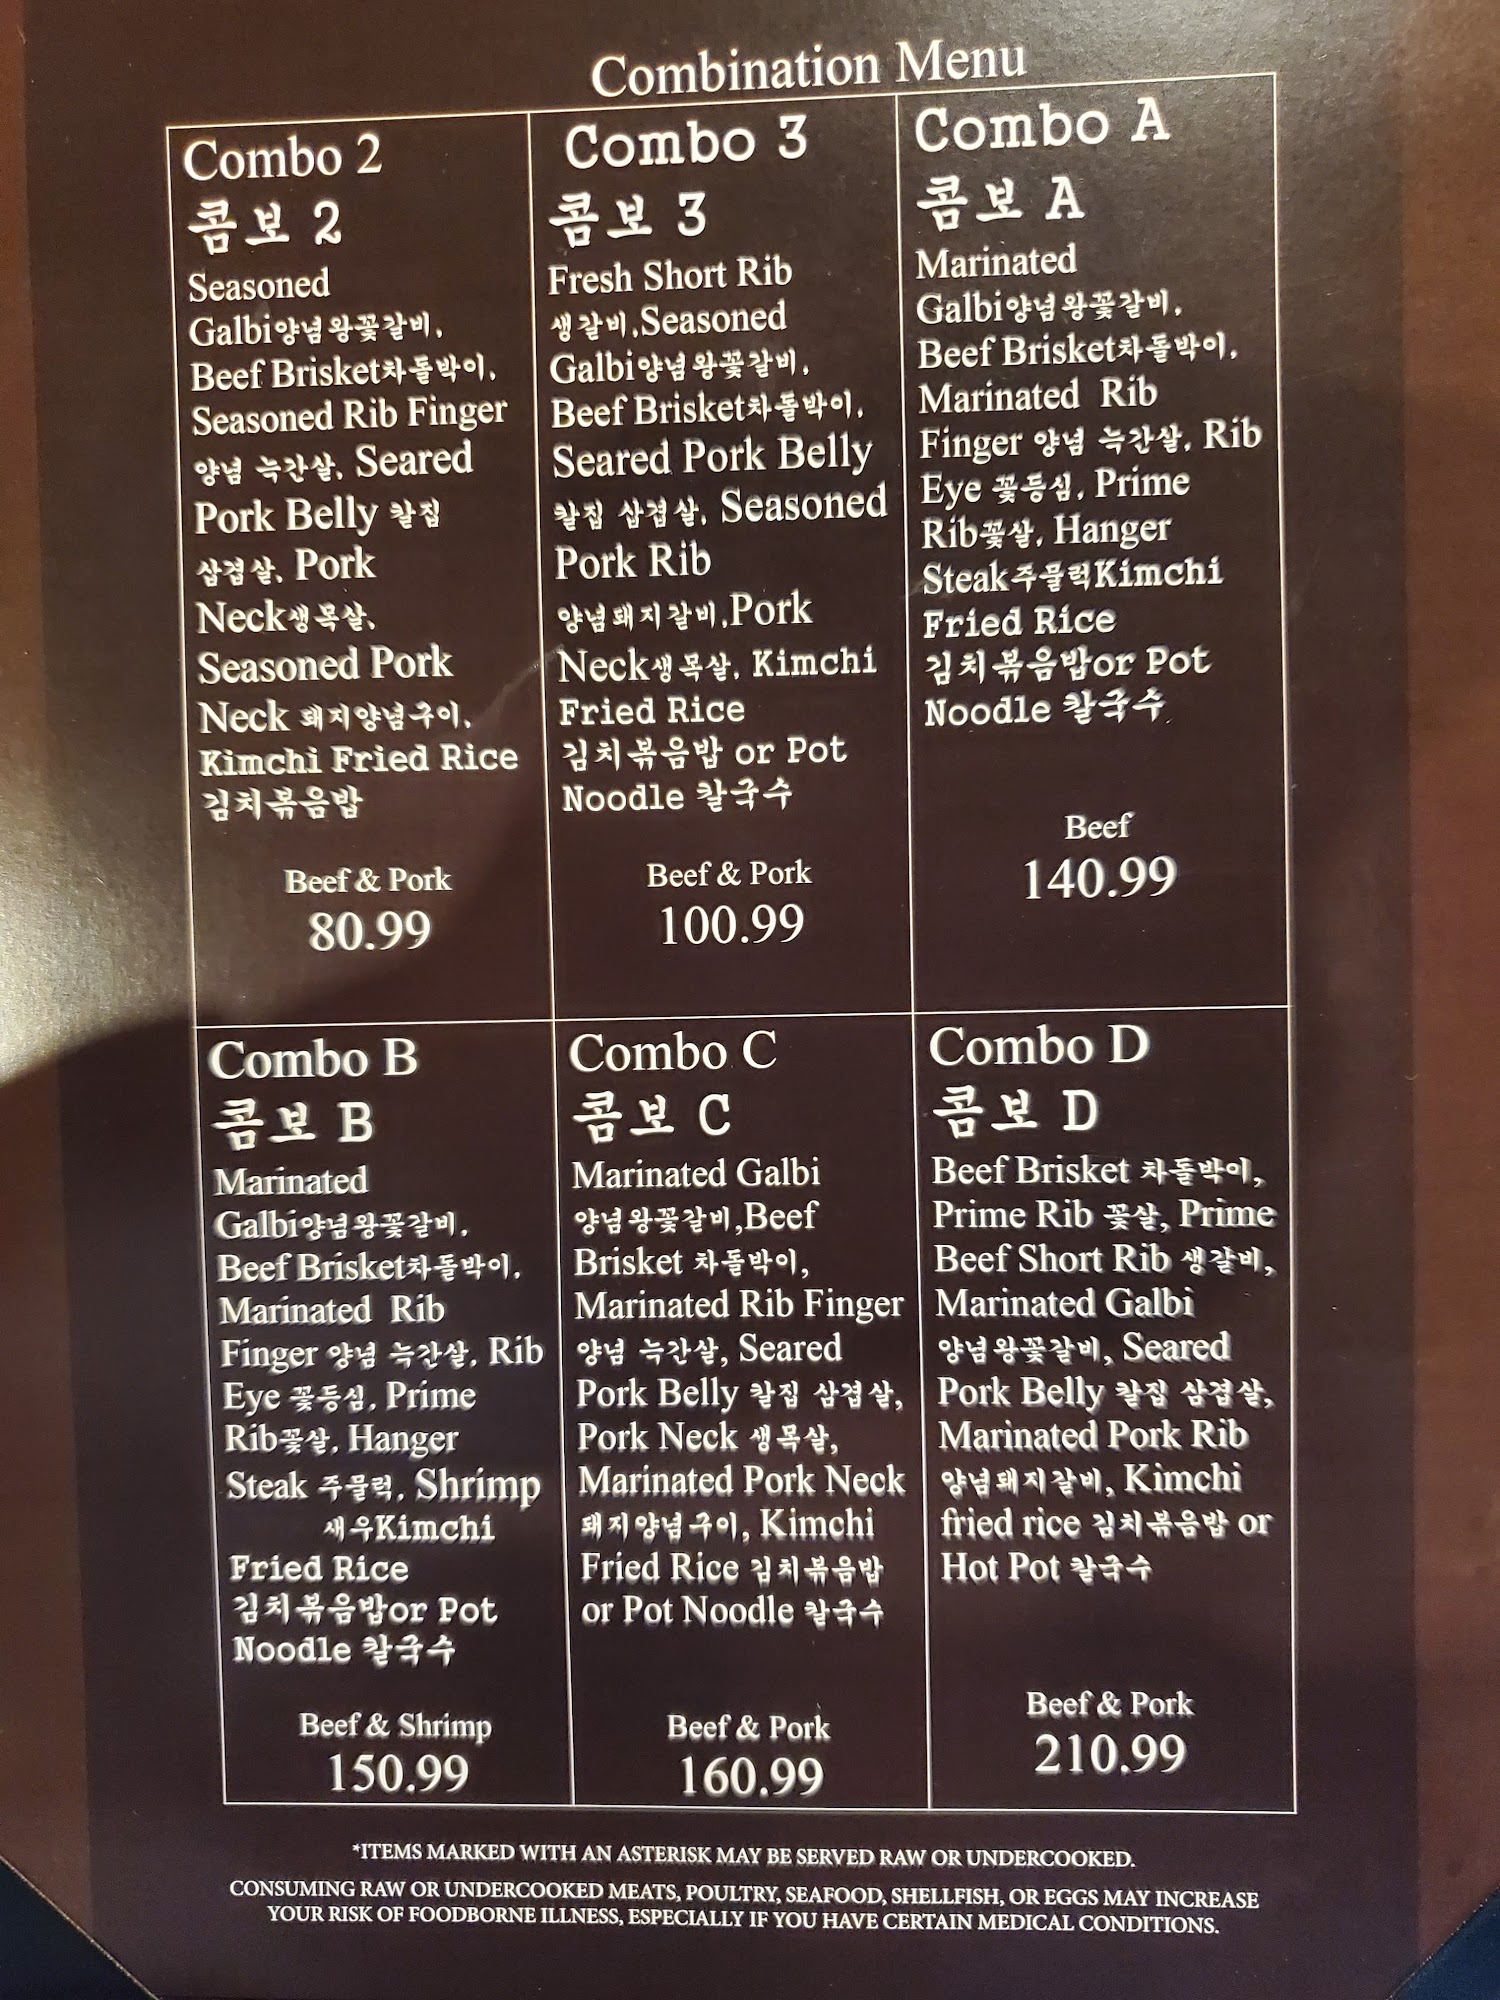 Combination Menu
Combo 2
콤보 2
Seasoned
Galbi양념왕꽃갈비,
Beef Brisket차돌박이,
Seasoned Rib Finger
양념 늑간살, Seared
Pork Belly 칼집
삼겹살, Pork
Neck생목살,
Seasoned Pork
Neck 돼지양념구이,
Kimchi Fried Rice
김치볶음밥
Beef & Pork
80.99
Combo 3
콤보 3
Fresh Short Rib
생갈비,Seasoned
Galbi양념왕꽃갈비,
Beef Brisket차돌박이,
Seared Pork Belly
칼집 삼겹살, Seasoned
Pork Rib
양념돼지갈비,Pork
Neck생목살, Kimchi
Fried Rice
김치볶음밥 or Pot
Noodle 칼국수
Beef & Pork
100.99
Combo A
콤보 A
Marinated
Galbi양념왕꽃갈비,
Beef Brisket차돌박이,
Marinated Rib
Finger 양념 늑간살, Rib
Eye 꽃등심, Prime
Rib꽃살, Hanger
Steak주물럭Kimchi
Fried Rice
김치볶음밥or Pot
Noodle 칼국수
Beef
140.99
Combo B
콤보 B
Marinated
Galbi양념왕꽃갈비,
Beef Brisket차돌박이,
Marinated Rib
Finger 양념 늑간살, Rib
Eye 꽃등심, Prime
Rib꽃살, Hanger
Steak 주물럭, Shrimp
새우Kimchi
Fried Rice
김치볶음밥or Pot
Noodle 칼국수
Beef & Shrimp
150.99
Combo C
콤보 C
Marinated Galbi
양념왕꽃갈비,Beef
Brisket 차돌박이,
Marinated Rib Finger
양념 늑간살, Seared
Pork Belly 칼집 삼겹살,
Pork Neck 생목살,
Marinated Pork Neck
돼지양념구이, Kimchi
Fried Rice 김치볶음밥
or Pot Noodle 칼국수
Beef & Pork
160.99
Combo D
콤보 D
Beef Brisket 차돌박이,
Prime Rib 꽃살, Prime
Beef Short Rib 생갈비,
Marinated Galbi
양념왕꽃갈비, Seared
Pork Belly 칼집 삼겹살,
Marinated Pork Rib
양념돼지갈비, Kimchi
fried rice 김치볶음밥 or
Hot Pot 칼국수
Beef & Pork
210.99
*ITEMS MARKED WITH AN ASTERISK MAY BE SERVED RAW OR UNDERCOOKED.
CONSUMING RAW OR UNDERCOOKED MEATS, POULTRY, SEAFOOD, SHELLFISH, OR EGGS MAY INCREASE
YOUR RISK OF FOODBORNE ILLNESS, ESPECIALLY IF YOU HAVE CERTAIN MEDICAL CONDITIONS.